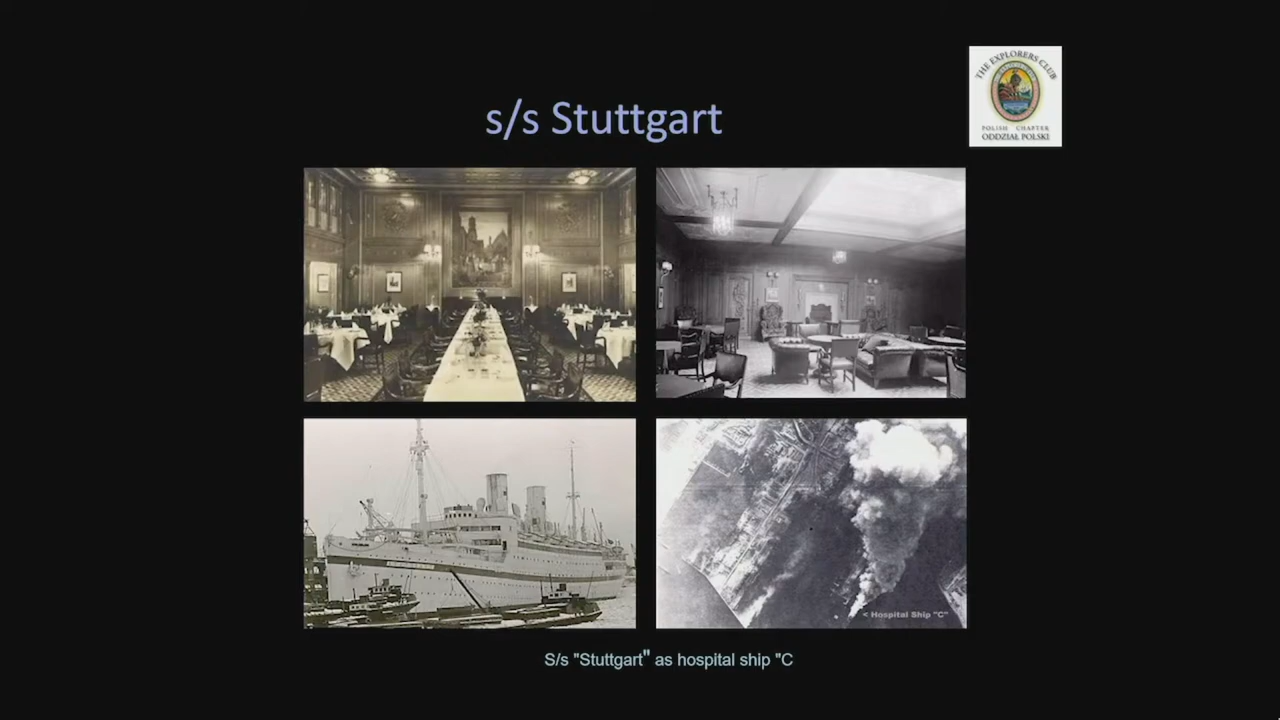 s/s Stuttgart
THE EXPLORERS CLUB
POLISH CHAPTER
ODDZIAŁ POLSKI
< Hospital Ship "C"
S/s "Stuttgart" as hospital ship "C